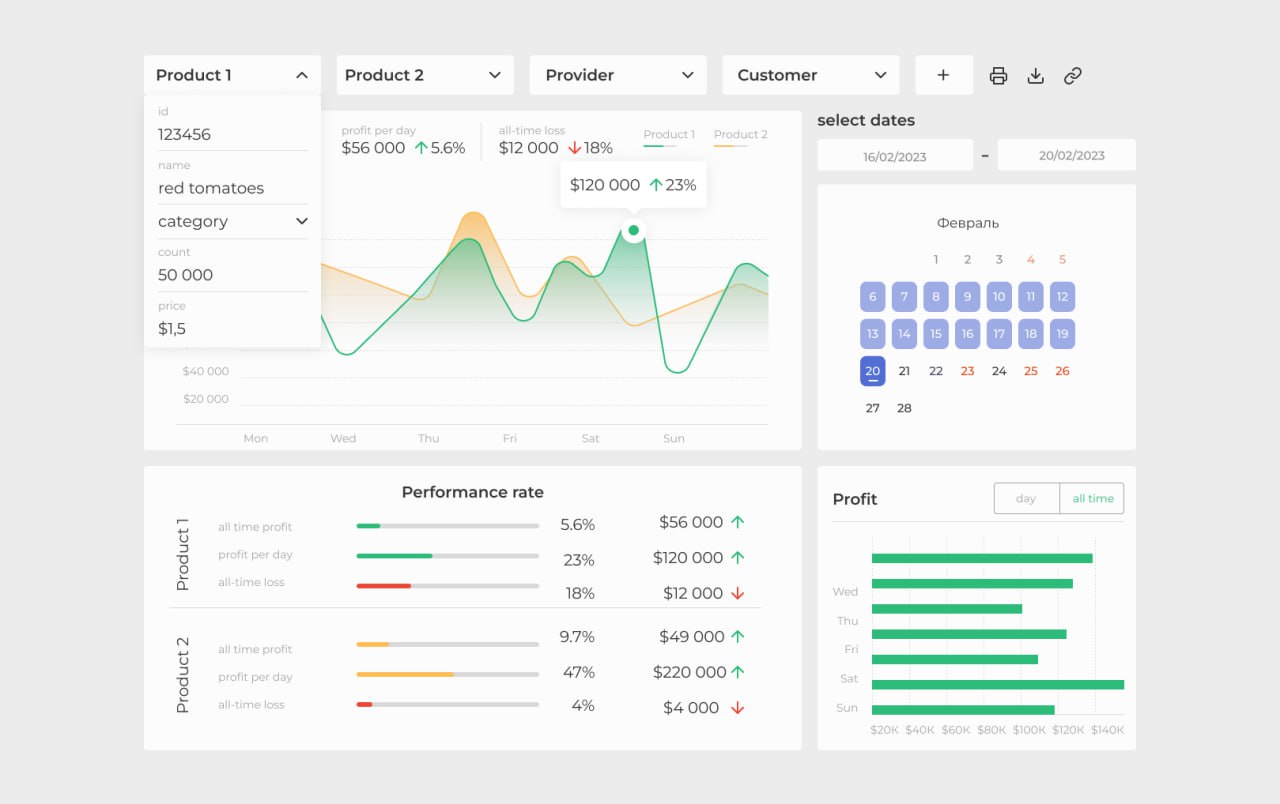 Product 1
Product 2
Provider
Customer
+
id
123456
name
red tomatoes
category
count
50 000
price
$1,5
profit per day
$56 000 ↑ 5.6%
all-time loss
$12 000 ↓ 18%
Product 1
Product 2
$120 000 ↑ 23%
$40 000
$20 000
Mon Wed Thu Fri Sat Sun
select dates
16/02/2023 - 20/02/2023
Февраль
1 2 3 4 5
6 7 8 9 10 11 12
13 14 15 16 17 18 19
20 21 22 23 24 25 26
27 28
Performance rate
Product 1
all time profit 5.6% $56 000 ↑
profit per day 23% $120 000 ↑
all-time loss 18% $12 000 ↓
Product 2
all time profit 9.7% $49 000 ↑
profit per day 47% $220 000 ↑
all-time loss 4% $4 000 ↓
Profit
day all time
Wed
Thu
Fri
Sat
Sun
$20K $40K $60K $80K $100K $120K $140K